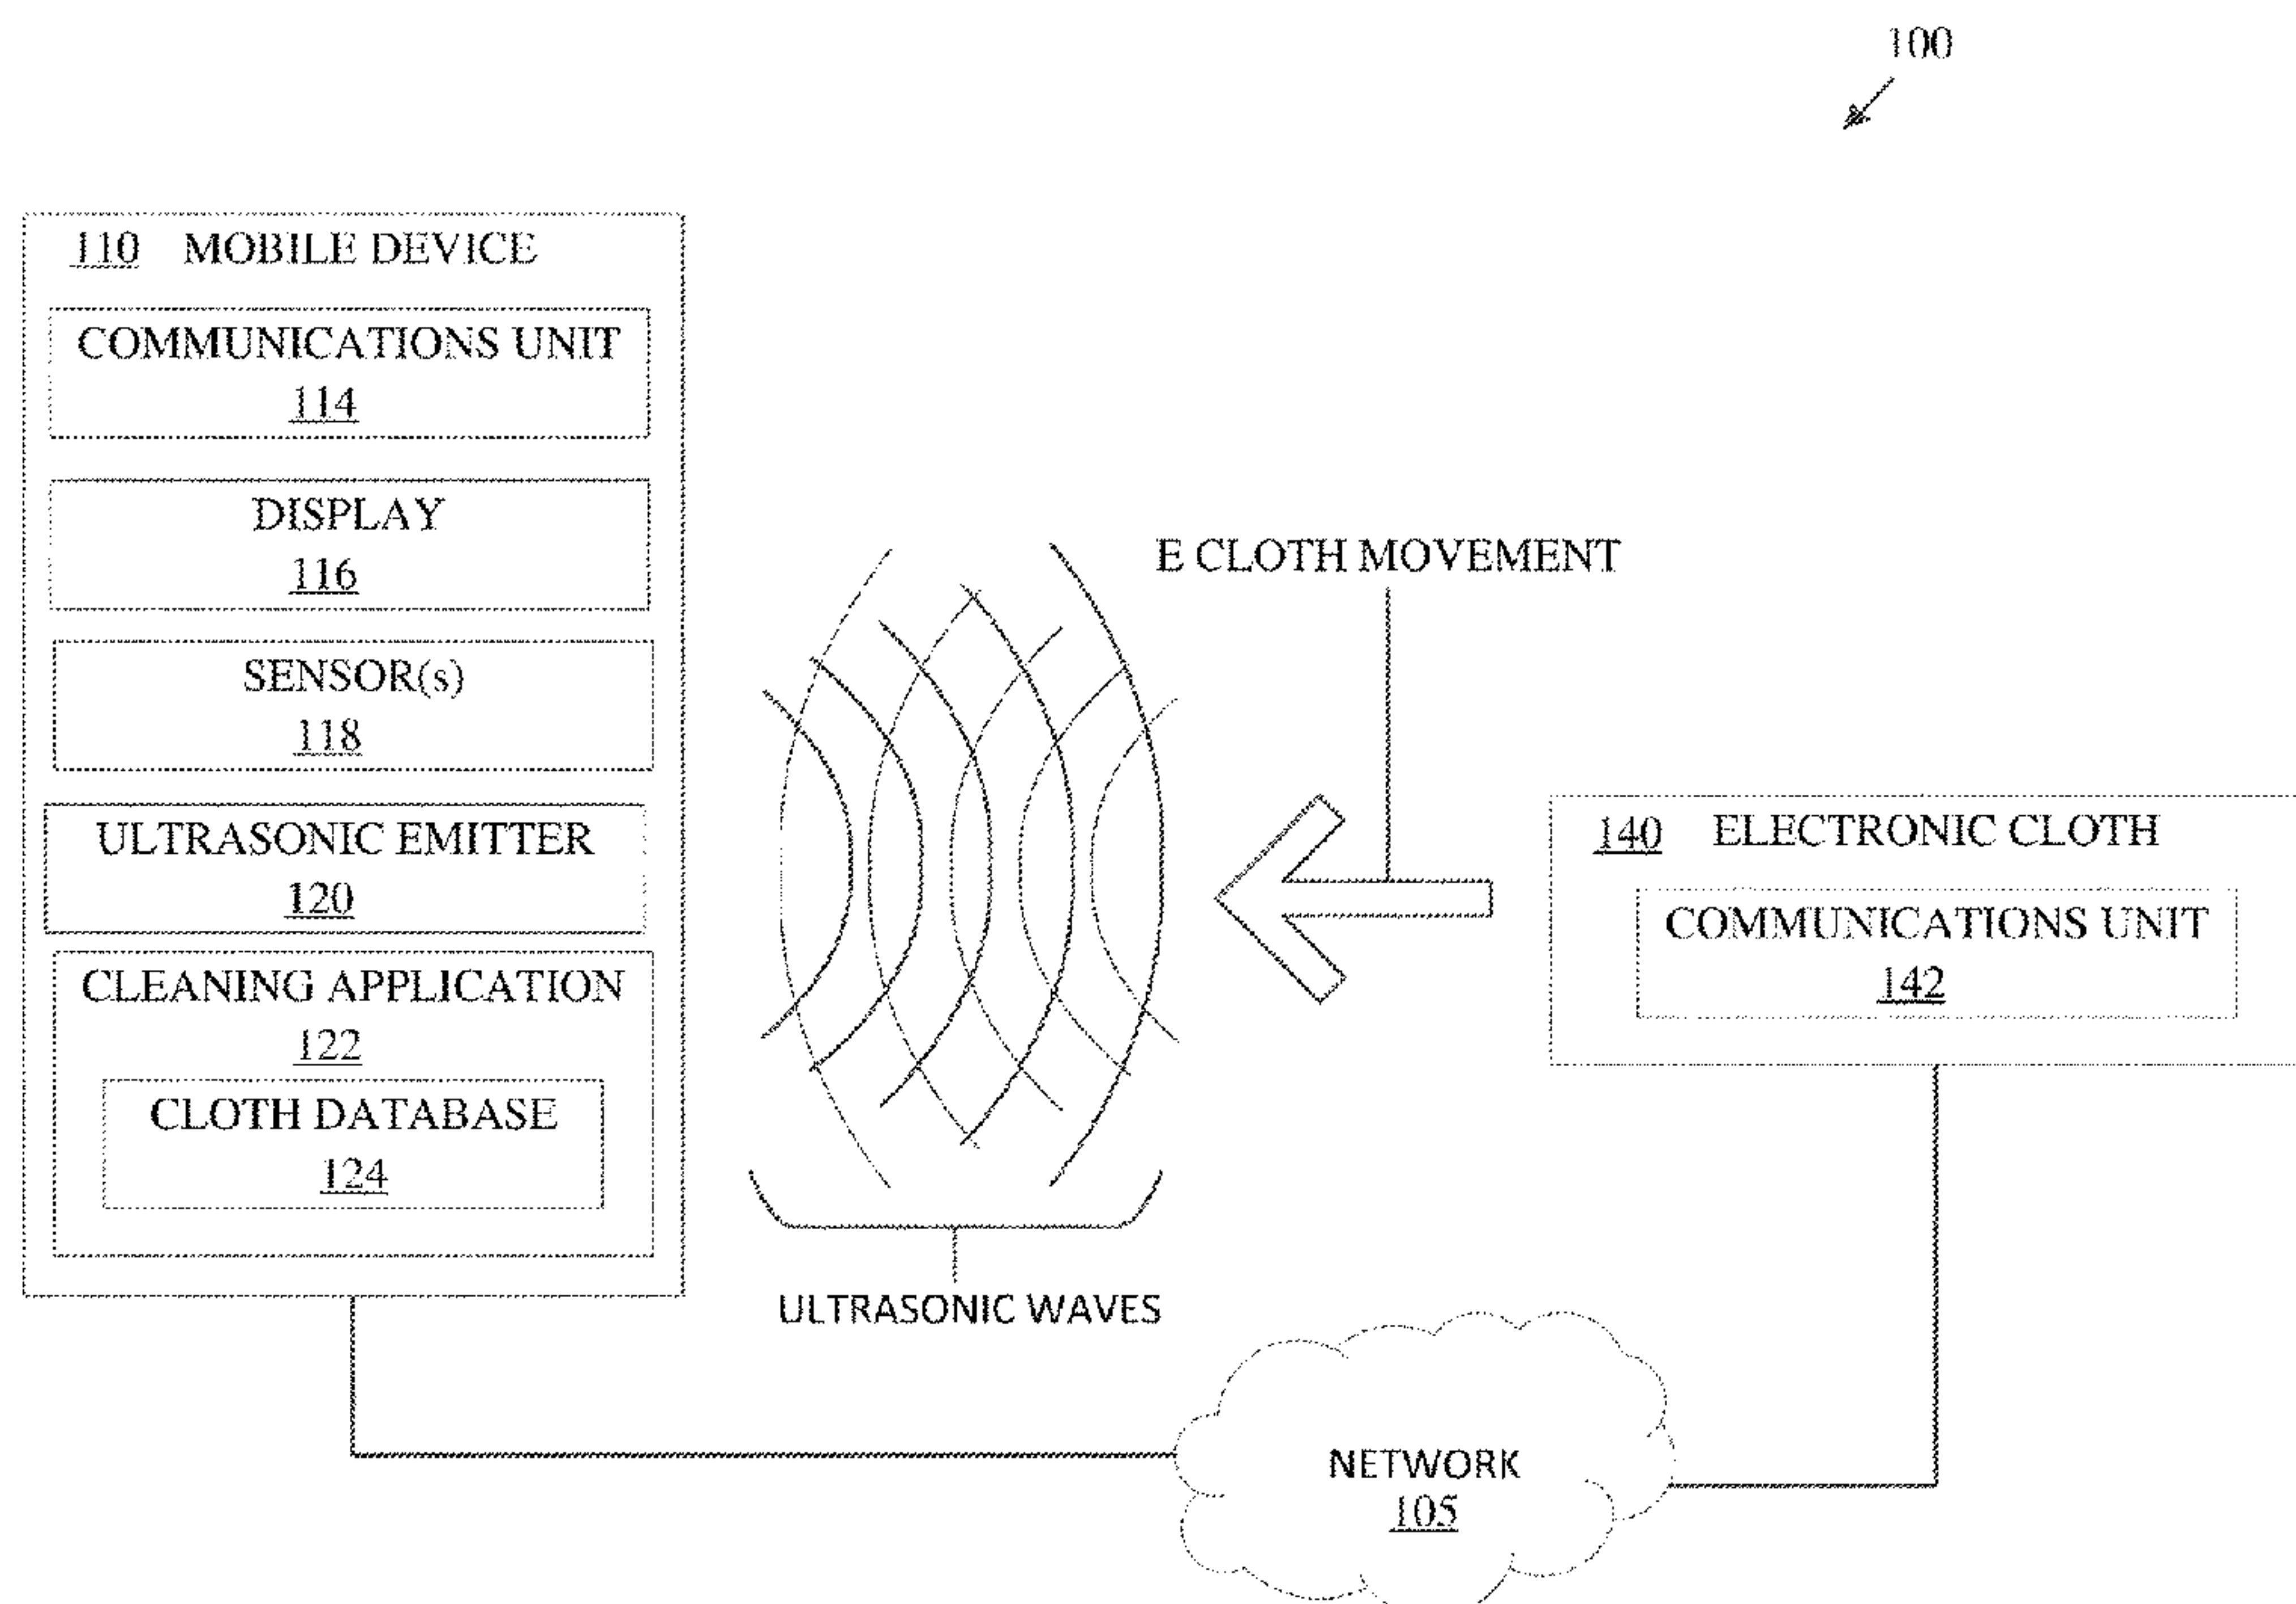 100
110 MOBILE DEVICE
COMMUNICATIONS UNIT
114
DISPLAY
116
SENSOR(s)
118
ULTRASONIC EMITTER
120
CLEANING APPLICATION
122
CLOTH DATABASE
124
E CLOTH MOVEMENT
ULTRASONIC WAVES
140 ELECTRONIC CLOTH
COMMUNICATIONS UNIT
142
NETWORK
105